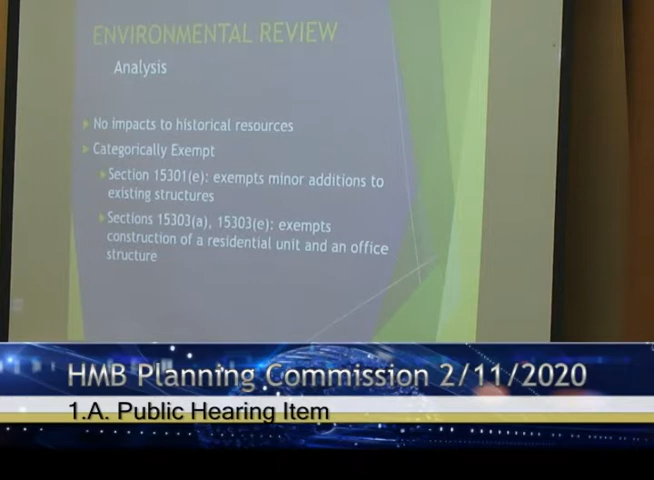 ENVIRONMENTAL REVIEW
Analysis
No impacts to historical resources
Categorically Exempt
Section 15301(e): exempts minor additions to
existing structures
Sections 15303(a), 15303(e): exempts
construction of a residential unit and an office
structure
HMB Planning Commission 2/11/2020
1.A. Public Hearing Item